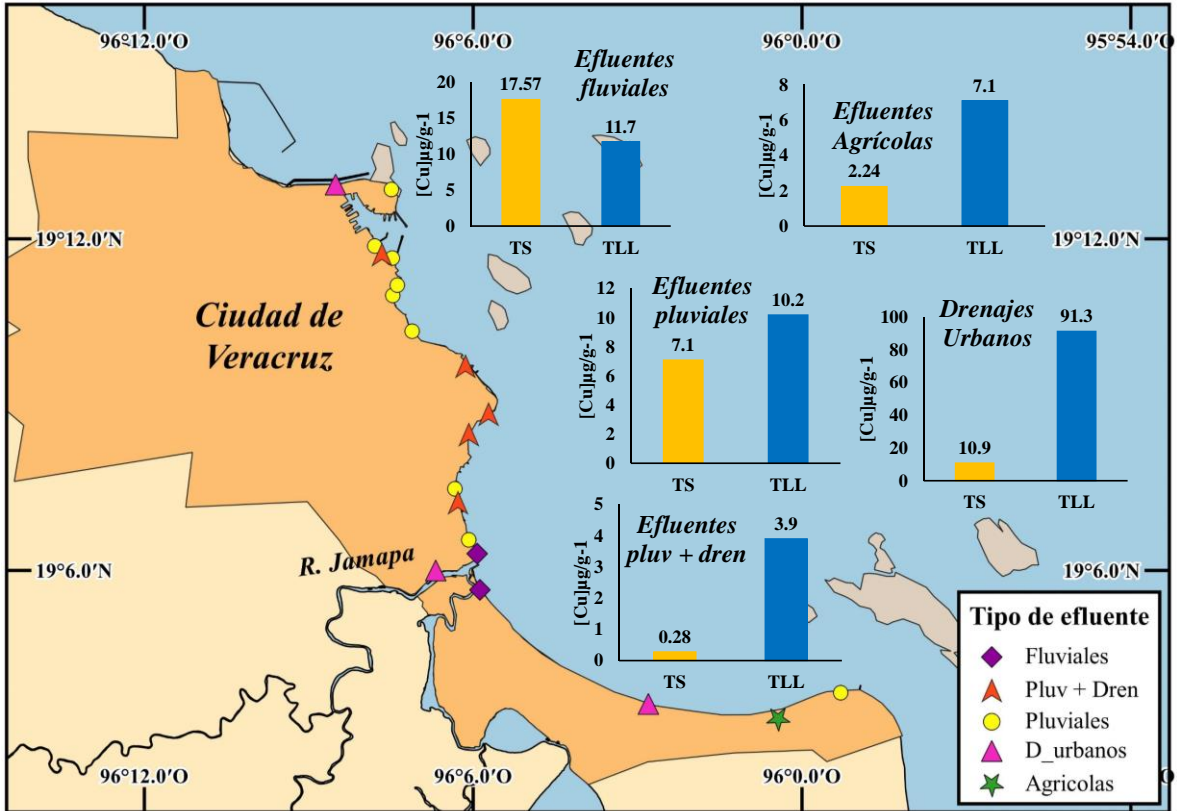 96°12.0′O
96°6.0′O
96°0.0′O
95°54.0′O
19°12.0′N
19°12.0′N
19°6.0′N
19°6.0′N
96°12.0′O
96°6.0′O
96°0.0′O
Ciudad de
Veracruz
R. Jamapa
Efluentes
fluviales
[Cu]µg/g-1
20
15
10
5
0
17.57
11.7
TS
TLL
Efluentes
Agrícolas
[Cu]µg/g-1
8
6
4
2
0
2.24
7.1
TS
TLL
Efluentes
pluviales
[Cu]µg/g-1
12
10
8
6
4
2
0
7.1
10.2
TS
TLL
Drenajes
Urbanos
[Cu]µg/g-1
100
80
60
40
20
0
10.9
91.3
TS
TLL
Efluentes
pluv + dren
[Cu]µg/g-1
5
4
3
2
1
0
0.28
3.9
TS
TLL
Tipo de efluente
Fluviales
Pluv + Dren
Pluviales
D_urbanos
Agricolas